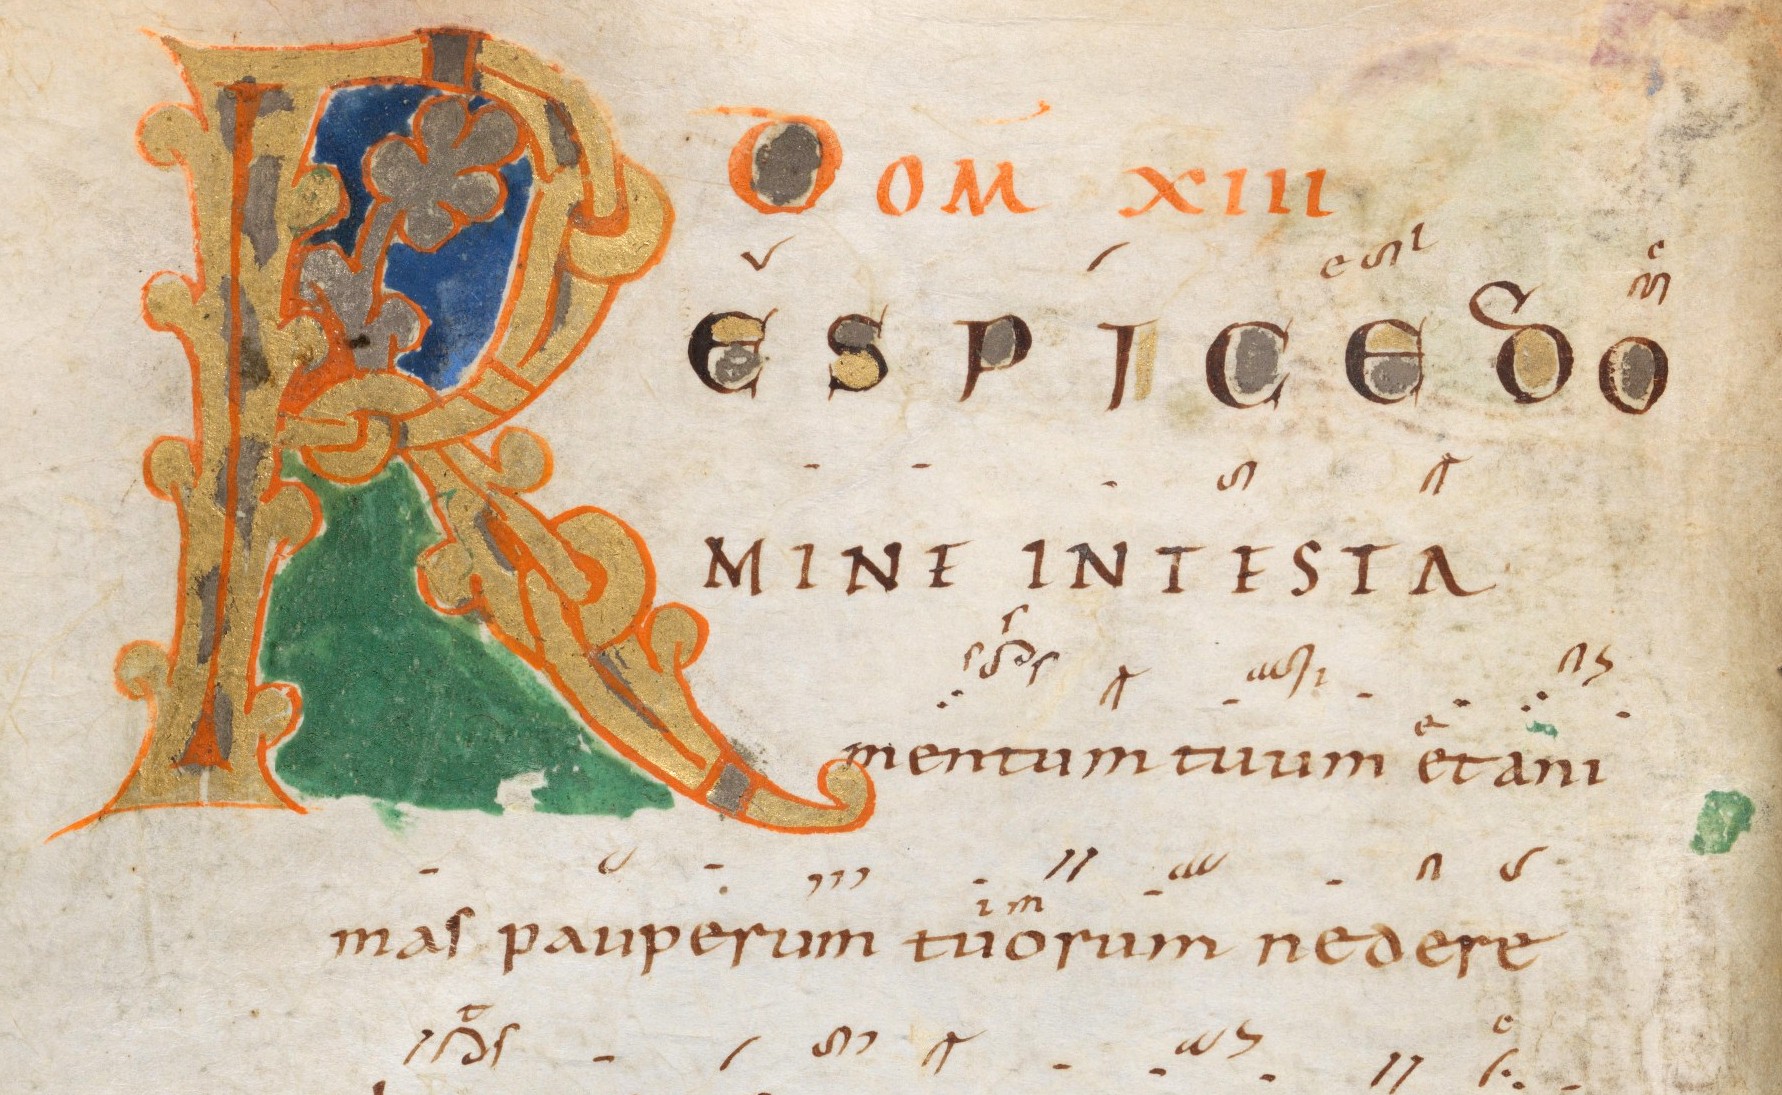 Dom XIII
RESPICE DO
MINE IN TESTA
mentum tuum et ani
mas pauperum tuorum ne dere